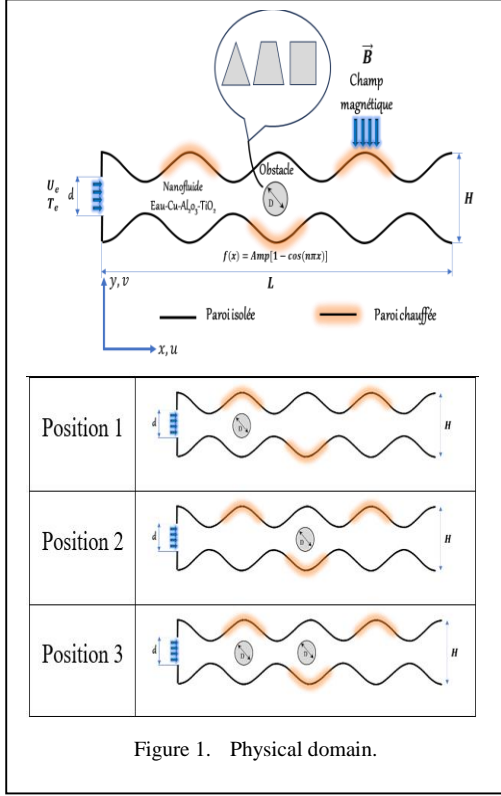 B
Champ
magnétique
Obstacle
U_e
T_e
d
Nanofluide
Eau-Cu-Al₂o₃-TiO₂
D
H
f(x) = Amp[1 − cos(nπx)]
L
y, v
Paroi isolée
Paroi chauffée
x, u
Position 1
d
D
H
Position 2
d
D
H
Position 3
d
D
D
H
Figure 1. Physical domain.